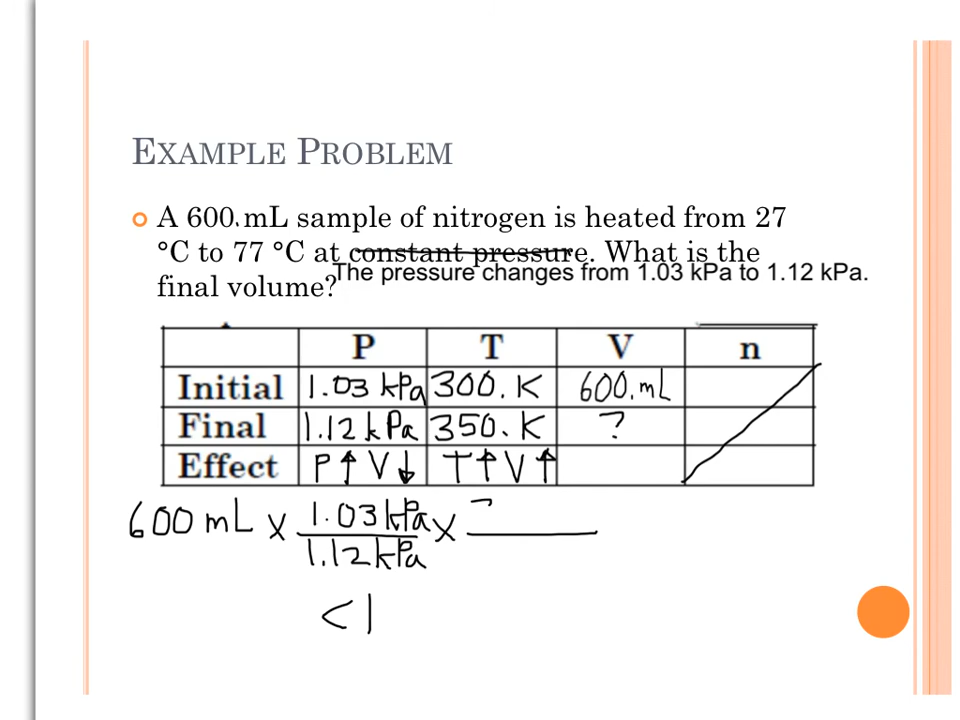 EXAMPLE PROBLEM
A 600. mL sample of nitrogen is heated from 27
°C to 77 °C at constant pressure. What is the
The pressure changes from 1.03 kPa to 1.12 kPa.
final volume?
P T V n
Initial 1.03 kPa 300. K 600. mL
Final 1.12 kPa 350. K ?
Effect P↑ V↓ T↑ V↑
600 mL x 1.03 kPa x
1.12 kPa
<1